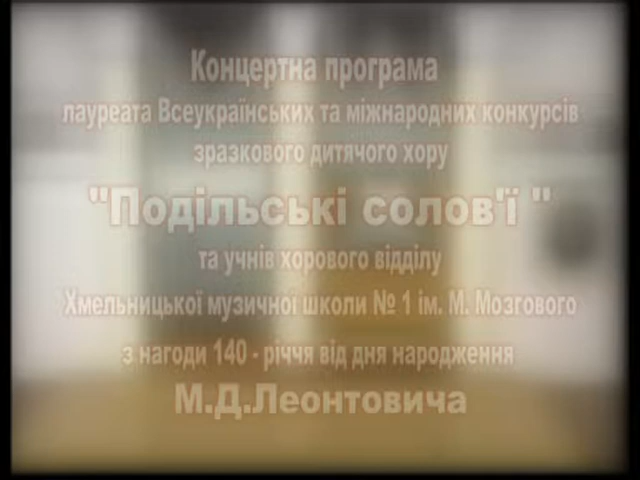 Концертна програма
лауреата Всеукраїнських та міжнародних конкурсів
зразкового дитячого хору
"Подільські солов'ї "
та учнів хорового відділу
Хмельницької музичної школи № 1 ім. М. Мозгового
з нагоди 140 - річчя від дня народження
М.Д.Леонтовича